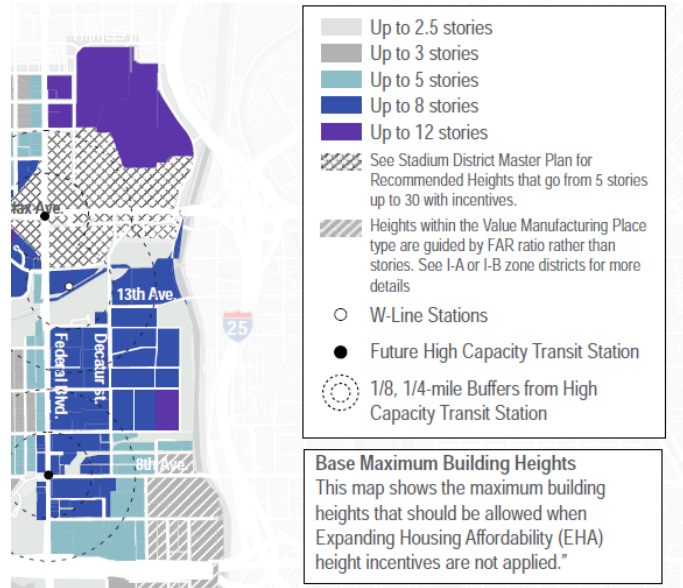 Up to 2.5 stories
Up to 3 stories
Up to 5 stories
Up to 8 stories
Up to 12 stories
See Stadium District Master Plan for
Recommended Heights that go from 5 stories
up to 30 with incentives.
Heights within the Value Manufacturing Place
type are guided by FAR ratio rather than
stories. See I-A or I-B zone districts for more
details
W-Line Stations
Future High Capacity Transit Station
1/8, 1/4-mile Buffers from High
Capacity Transit Station
Base Maximum Building Heights
This map shows the maximum building
heights that should be allowed when
Expanding Housing Affordability (EHA)
height incentives are not applied.”
lfax Ave.
13th Ave.
25
Federal Blvd.
Decatur St.
8th Ave.